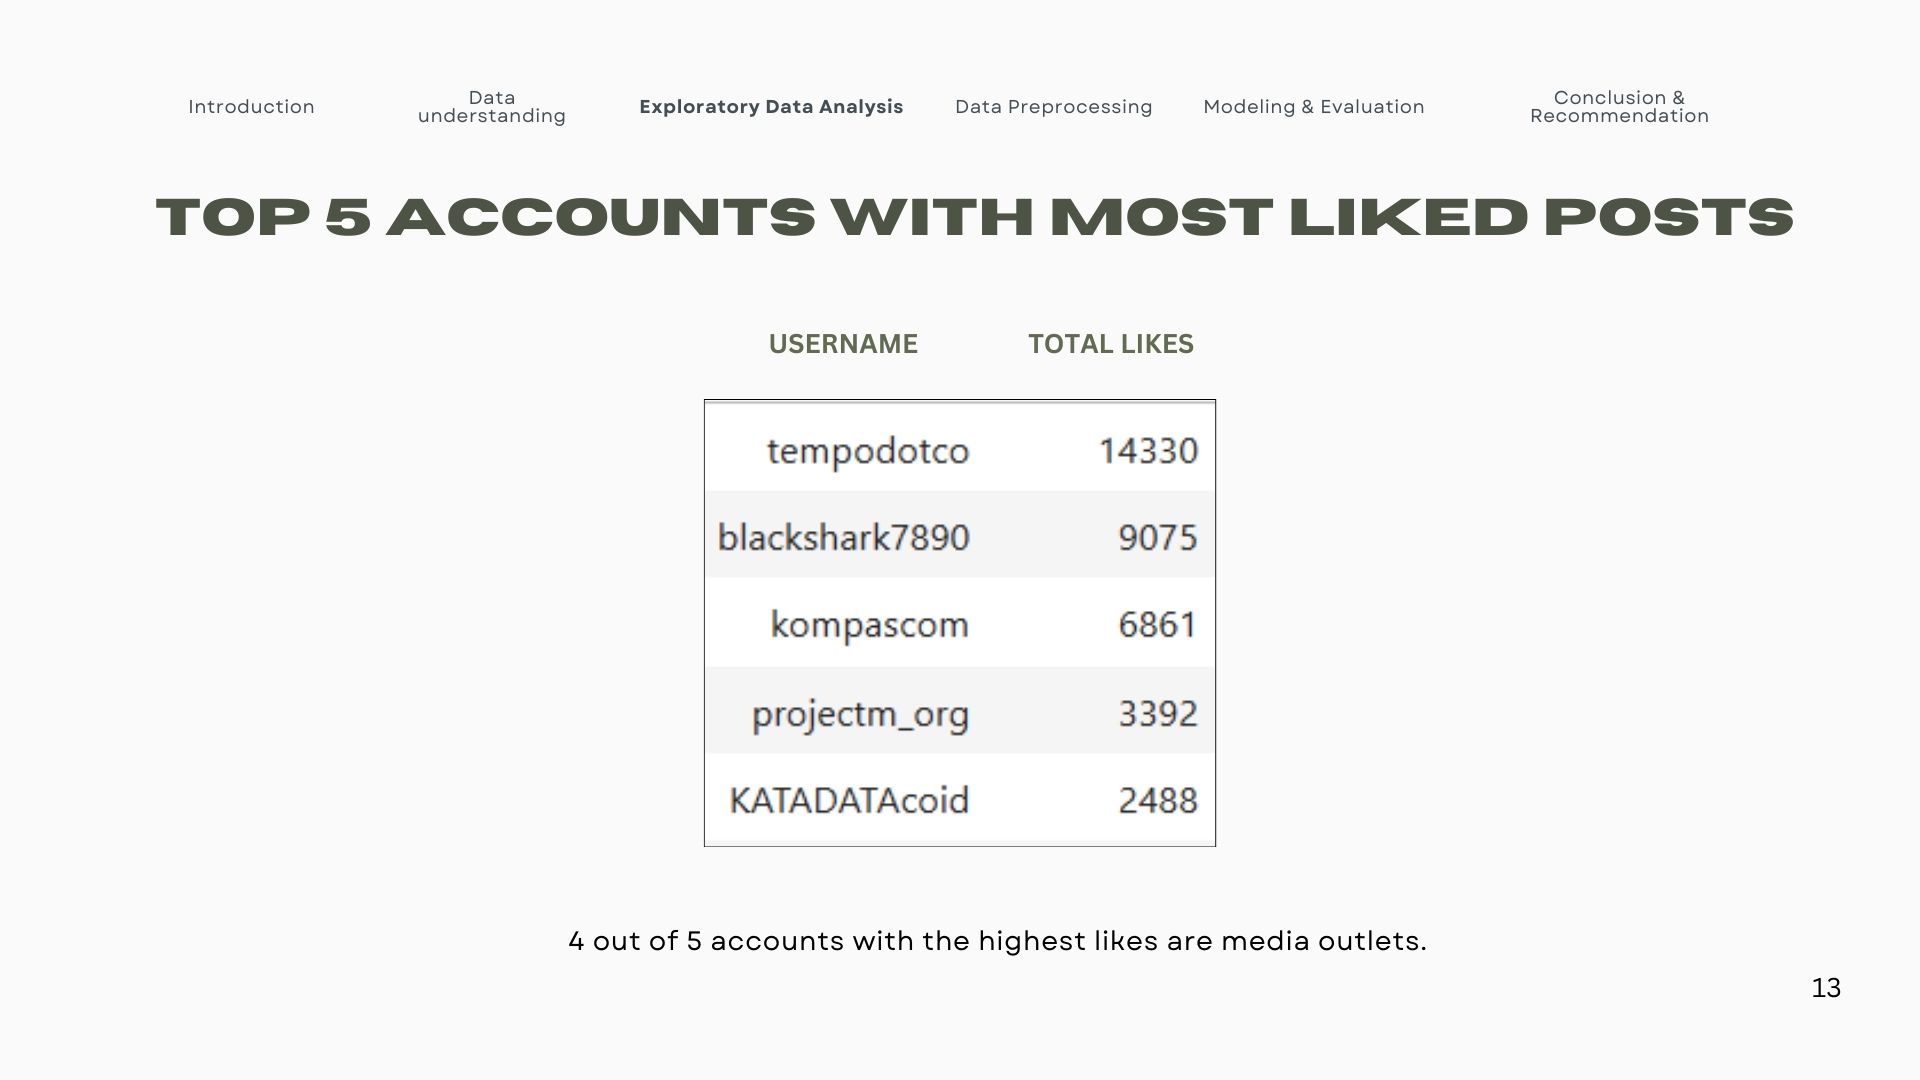 Introduction
Data
understanding
Exploratory Data Analysis
Data Preprocessing
Modeling & Evaluation
Conclusion &
Recommendation
TOP 5 ACCOUNTS WITH MOST LIKED POSTS
USERNAME TOTAL LIKES
tempodotco 14330
blackshark7890 9075
kompascom 6861
projectm_org 3392
KATADATAcoid 2488
4 out of 5 accounts with the highest likes are media outlets.
13